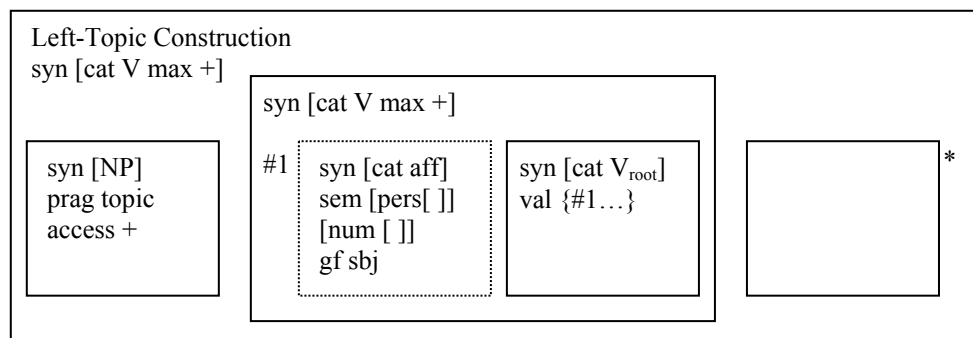 Left-Topic Construction
syn [cat V max +]
syn [cat V max +]
syn [NP]
prag topic
access +
#1
syn [cat aff]
sem [pers[ ]]
[num [ ]]
gf sbj
syn [cat Vroot]
val {#1…}
*